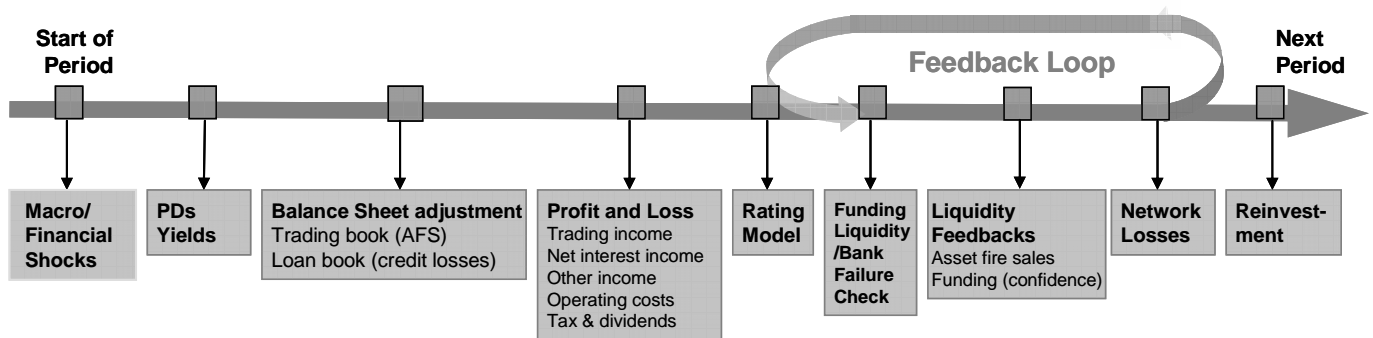 Start of
Period
Feedback Loop
Next
Period
Macro/
Financial
Shocks
PDs
Yields
Balance Sheet adjustment
Trading book (AFS)
Loan book (credit losses)
Profit and Loss
Trading income
Net interest income
Other income
Operating costs
Tax & dividends
Rating
Model
Funding
Liquidity
/Bank
Failure
Check
Liquidity
Feedbacks
Asset fire sales
Funding (confidence)
Network
Losses
Reinvest-
ment